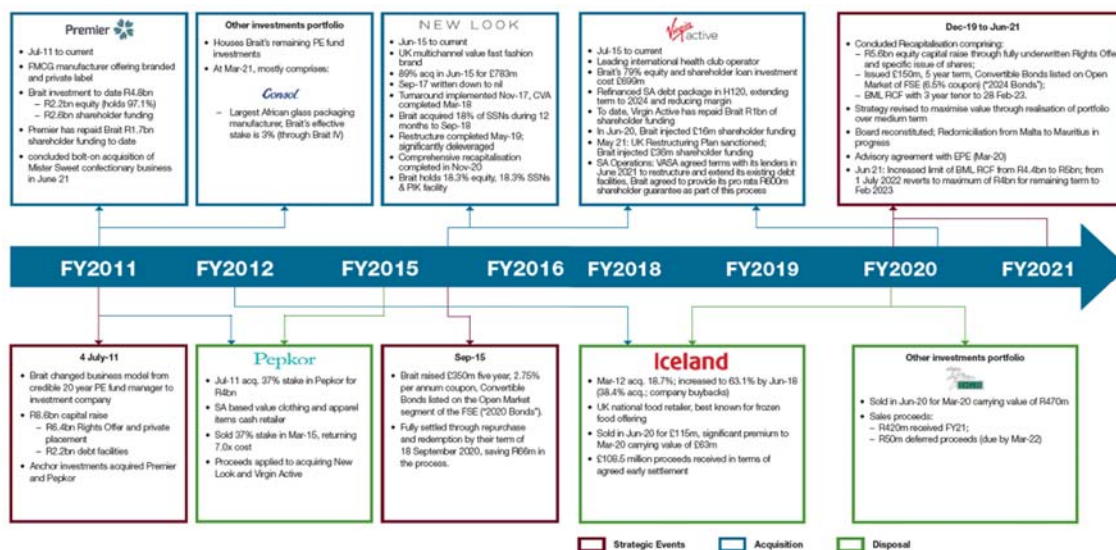 Premier
• Jul-11 to current
• FMCG manufacturer offering branded
and private label
• Brait investment to date R4.8bn
– R2.2bn equity (holds 97.1%)
– R2.6bn shareholder funding
• Premier has repaid Brait R1.7bn
shareholder funding to date
• concluded bolt-on acquisition of
Mister Sweet confectionary business
in June 21
Other investments portfolio
• Houses Brait's remaining PE fund
investments
• At Mar-21, mostly comprises:
Consol
– Largest African glass packaging
manufacturer, Brait's effective
stake is 3% (through Brait IV)
NEW LOOK
• Jun-15 to current
• UK multichannel value fast fashion
brand
• 89% acq in Jun-15 for £783m
• Sep-17 written down to nil
• Turnaround implemented Nov-17, CVA
completed Mar-18
• Brait acquired 18% of SSNs during 12
months to Sep-18
• Restructure completed May-19;
significantly deleveraged
• Comprehensive recapitalisation
completed in Nov-20
• Brait holds 18.3% equity, 18.3% SSNs
& PIK facility
Virgin active
• Jul-15 to current
• Leading international health club operator
• Brait's 79% equity and shareholder loan investment
cost £699m
• Refinanced SA debt package in H120, extending
term to 2024 and reducing margin
• To date, Virgin Active has repaid Brait R1bn of
shareholder funding
• In Jun-20, Brait injected £16m shareholder funding
• May 21: UK Restructuring Plan sanctioned;
Brait injected £36m shareholder funding
• SA Operations: VASA agreed terms with its lenders in
June 2021 to restructure and extend its existing debt
facilities, Brait agreed to provide its pro rata R600m
shareholder guarantee as part of this process
Dec-19 to Jun-21
• Concluded Recapitalisation comprising:
– R5.6bn equity capital raise through fully underwritten Rights Offer
and specific issue of shares;
– Issued £150m, 5 year term, Convertible Bonds listed on Open
Market of FSE (6.5% coupon) ("2024 Bonds");
– BML RCF with 3 year tenor to 28 Feb-23.
• Strategy revised to maximise value through realisation of portfolio
over medium term
• Board reconstituted; Redomiciliation from Malta to Mauritius in
progress
• Advisory agreement with EPE (Mar-20)
• Jun 21: Increased limit of BML RCF from R4.4bn to R5bn; from
1 July 2022 reverts to maximum of R4bn for remaining term to
Feb 2023
FY2011 FY2012 FY2015 FY2016 FY2018 FY2019 FY2020 FY2021
4 July-11
• Brait changed business model from
credible 20 year PE fund manager to
investment company
• R8.6bn capital raise
– R6.4bn Rights Offer and private
placement
– R2.2bn debt facilities
• Anchor investments acquired Premier
and Pepkor
Pepkor
• Jul-11 acq. 37% stake in Pepkor for
R4bn
• SA based value clothing and apparel
items cash retailer
• Sold 37% stake in Mar-15, returning
7.0x cost
• Proceeds applied to acquiring New
Look and Virgin Active
Sep-15
• Brait raised £350m five year, 2.75%
per annum coupon, Convertible
Bonds listed on the Open Market
segment of the FSE ("2020 Bonds").
• Fully settled through repurchase and
redemption by their term of
18 September 2020, saving R66m in
the process.
Iceland
• Mar-12 acq. 18.7%; increased to 63.1% by Jun-18
(38.4% acq.; company buybacks)
• UK national food retailer, best known for frozen
food offering
• Sold in Jun-20 for £115m, significant premium to
Mar-20 carrying value of £63m
• £108.5 million proceeds received in terms of
agreed early settlement
Other investments portfolio
• Sold in Jun-20 for Mar-20 carrying value of R470m
• Sales proceeds:
– R420m received FY21;
– R50m deferred proceeds (due by Mar-22)
Strategic Events Acquisition Disposal